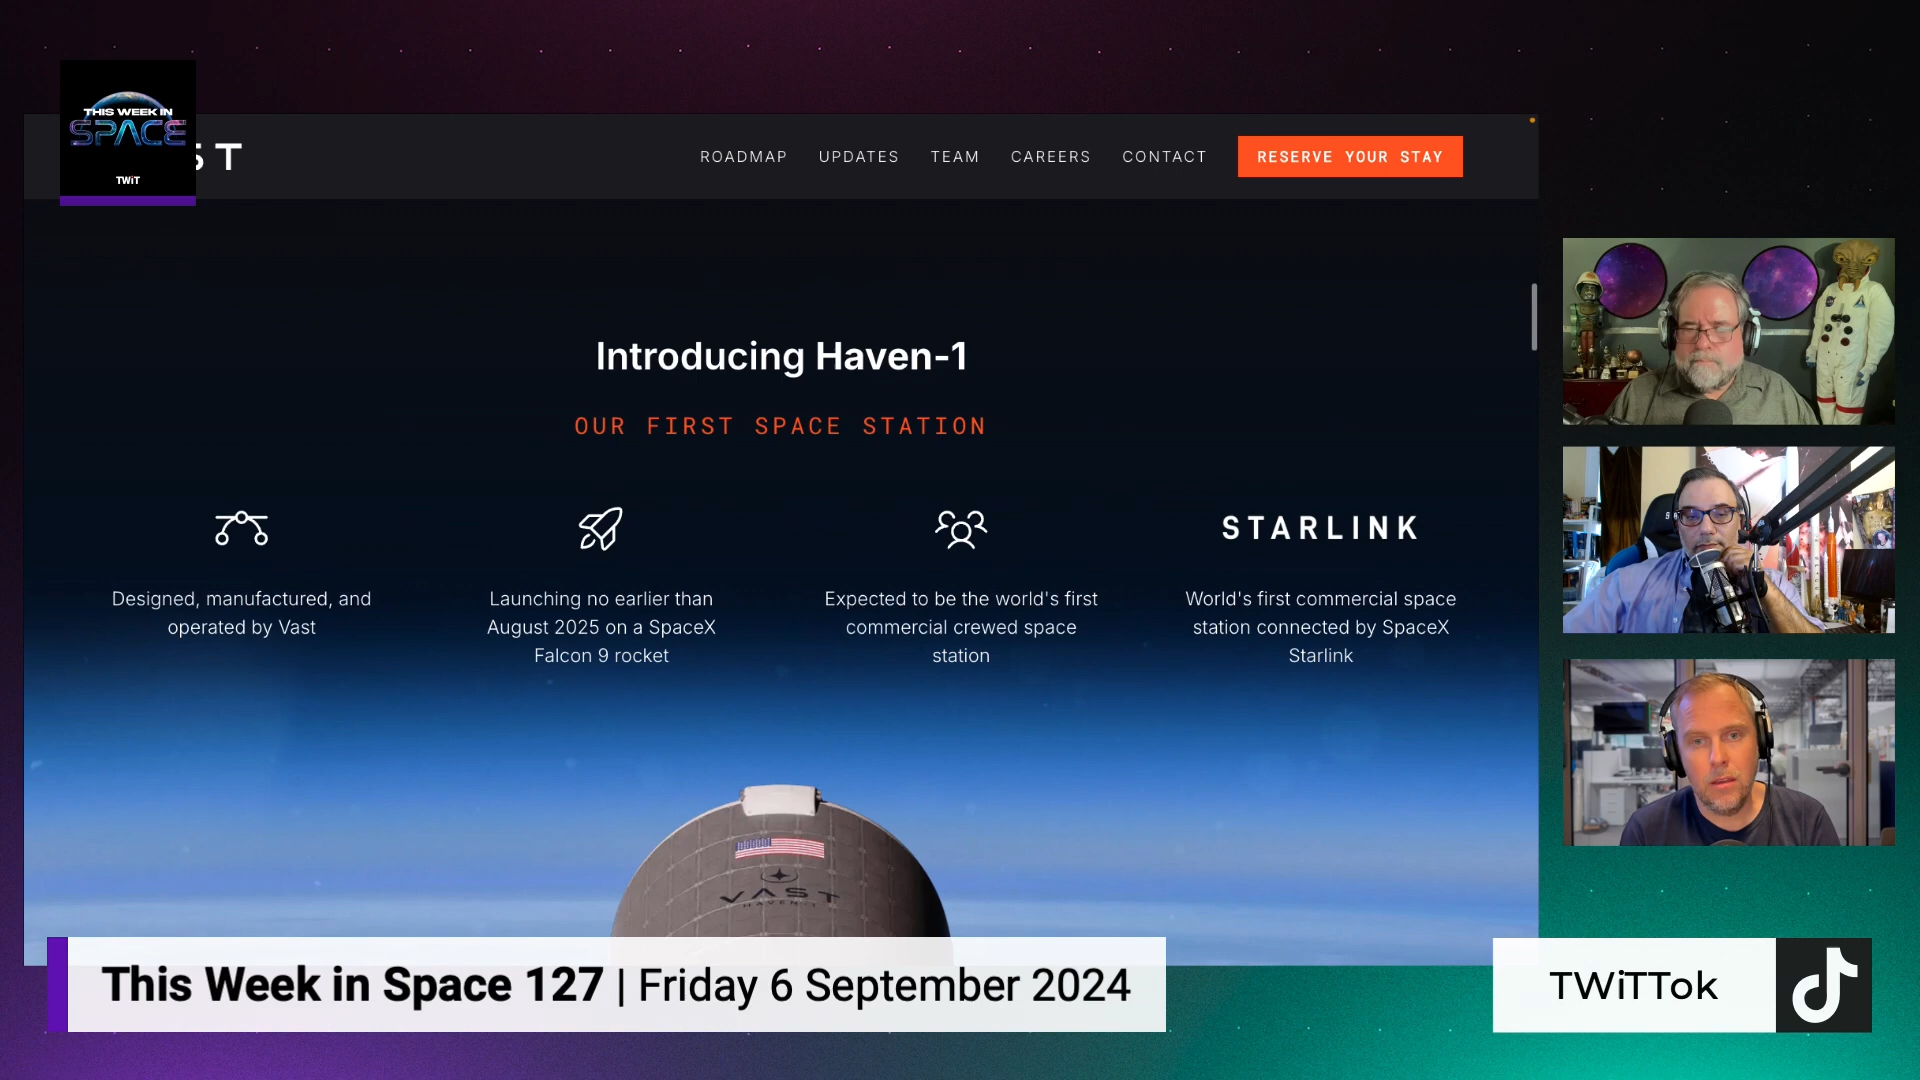 THIS WEEK IN
SPACE
TWiT
ST
ROADMAP UPDATES TEAM CAREERS CONTACT RESERVE YOUR STAY
Introducing Haven-1
OUR FIRST SPACE STATION
STARLINK
Designed, manufactured, and
operated by Vast
Launching no earlier than
August 2025 on a SpaceX
Falcon 9 rocket
Expected to be the world's first
commercial crewed space
station
World's first commercial space
station connected by SpaceX
Starlink
VAST
HAVEN-1
This Week in Space 127 | Friday 6 September 2024
TWiTTok